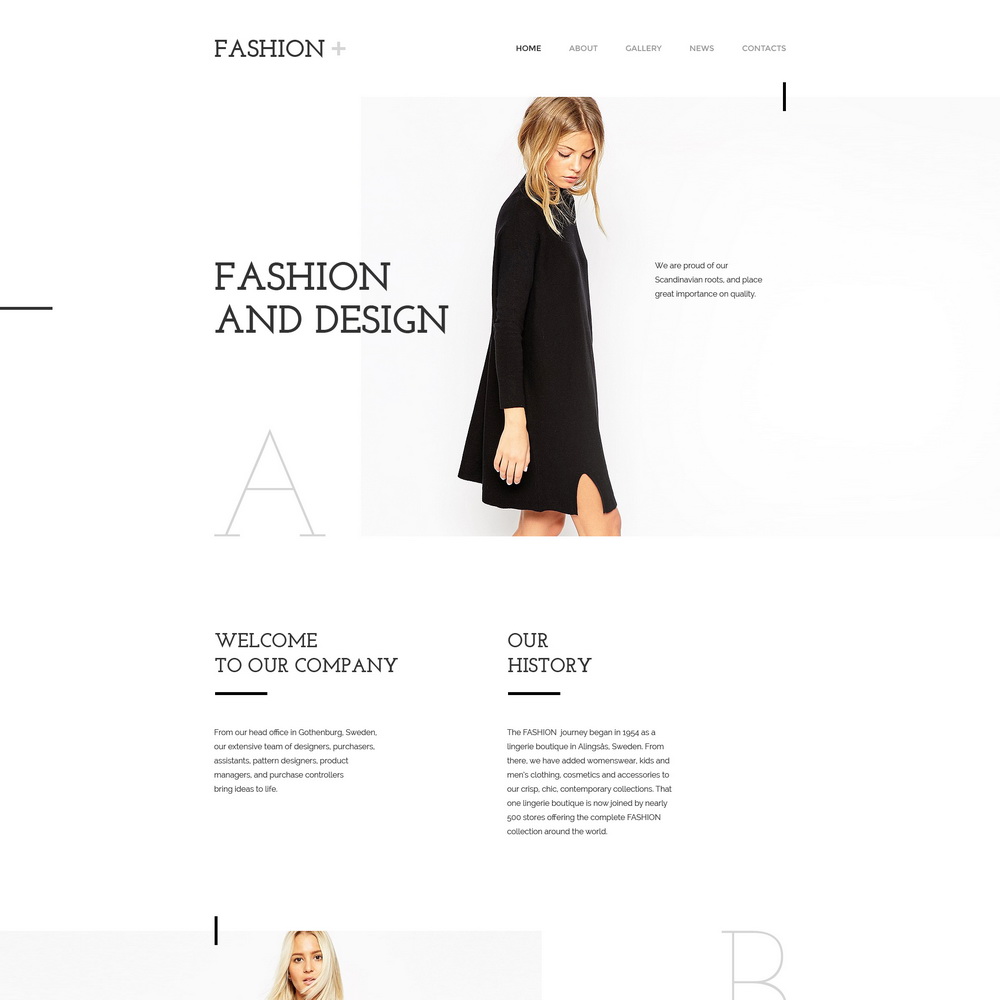 FASHION +
HOME ABOUT GALLERY NEWS CONTACTS
FASHION
AND DESIGN
We are proud of our
Scandinavian roots, and place
great importance on quality.
A
WELCOME
TO OUR COMPANY
From our head office in Gothenburg, Sweden,
our extensive team of designers, purchasers,
assistants, pattern designers, product
managers, and purchase controllers
bring ideas to life.
OUR
HISTORY
The FASHION journey began in 1954 as a
lingerie boutique in Alingsås, Sweden. From
there, we have added womenswear, kids and
men's clothing, cosmetics and accessories to
our crisp, chic, contemporary collections. That
one lingerie boutique is now joined by nearly
500 stores offering the complete FASHION
collection around the world.
B